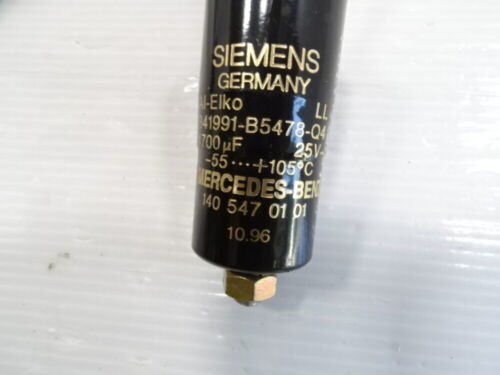 SIEMENS
GERMANY
Al-Elko LL
41991-B5478-Q4
700 µF 25V-
-55...+105°C
MERCEDES-BEN
140 547 01 01
10.96